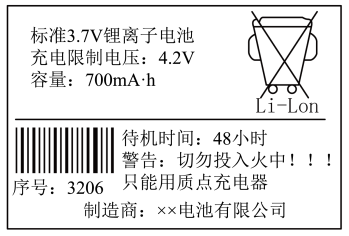 标准3.7V锂离子电池
充电限制电压：4.2V
容量：700mA·h
Li-Lon
待机时间：48小时
警告：切勿投入火中！！！
只能用质点充电器
序号：3206
制造商：××电池有限公司